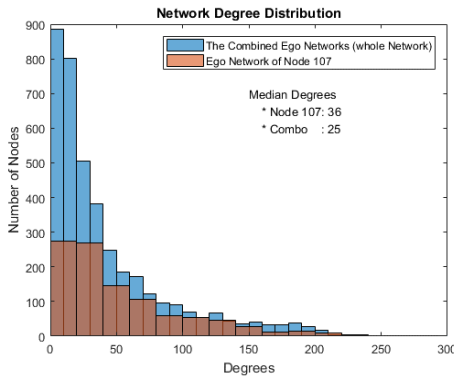 Network Degree Distribution
The Combined Ego Networks (whole Network)
Ego Network of Node 107
Median Degrees
* Node 107: 36
* Combo : 25
Number of Nodes
900
800
700
600
500
400
300
200
100
0
0 50 100 150 200 250 300
Degrees